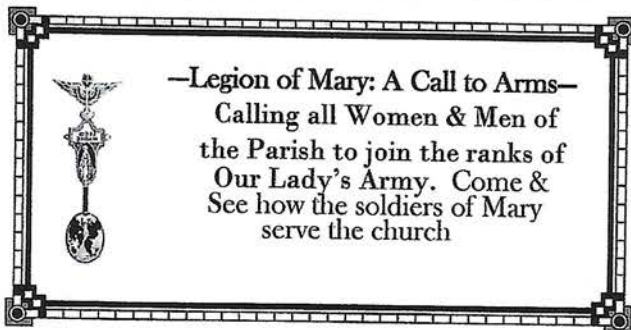 —Legion of Mary: A Call to Arms—
Calling all Women & Men of
the Parish to join the ranks of
Our Lady's Army. Come &
See how the soldiers of Mary
serve the church